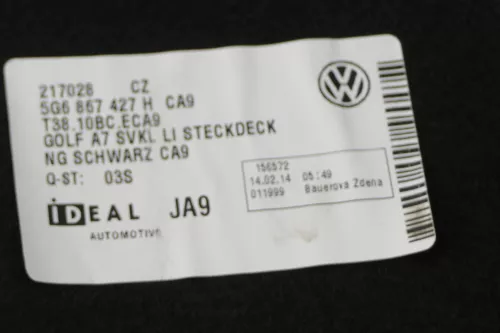 217028 CZ
5G6 867 427 H CA9
T38.10BC.ECA9
GOLF A7 SVKL LI STECKDECK
NG SCHWARZ CA9
Q-ST: 03S
156572
14.02.14 05:49
011999 Bauerova Zdena
iDEAL JA9
AUTOMOTIVE
VW